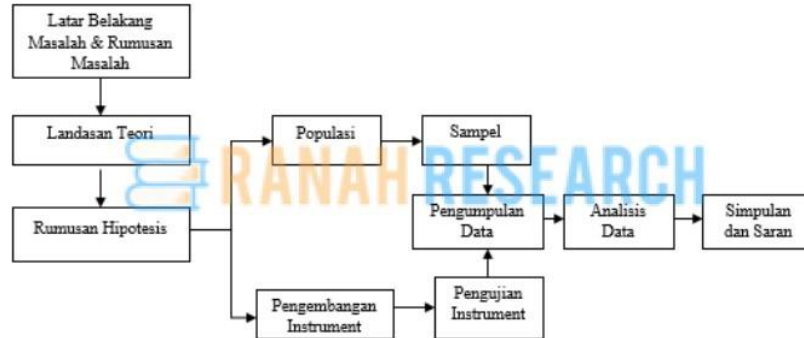 Latar Belakang
Masalah & Rumusan
Masalah
Landasan Teori
Rumusan Hipotesis
Populasi
Sampel
RANAH RESEARCH
Pengumpulan
Data
Analisis
Data
Simpulan
dan Saran
Pengembangan
Instrument
Pengujian
Instrument